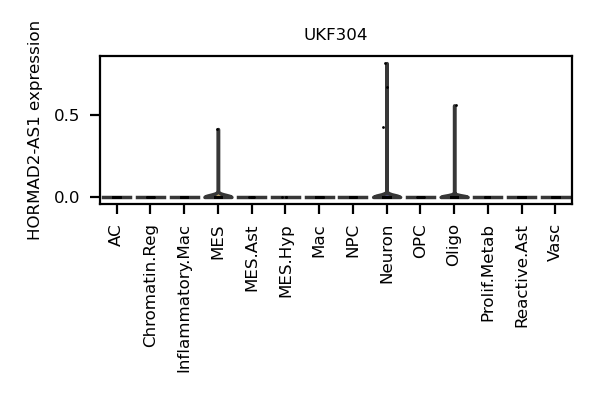 UKF304
HORMAD2-AS1 expression
0.5
0.0
AC
Chromatin.Reg
Inflammatory.Mac
MES
MES.Ast
MES.Hyp
Mac
NPC
Neuron
OPC
Oligo
Prolif.Metab
Reactive.Ast
Vasc